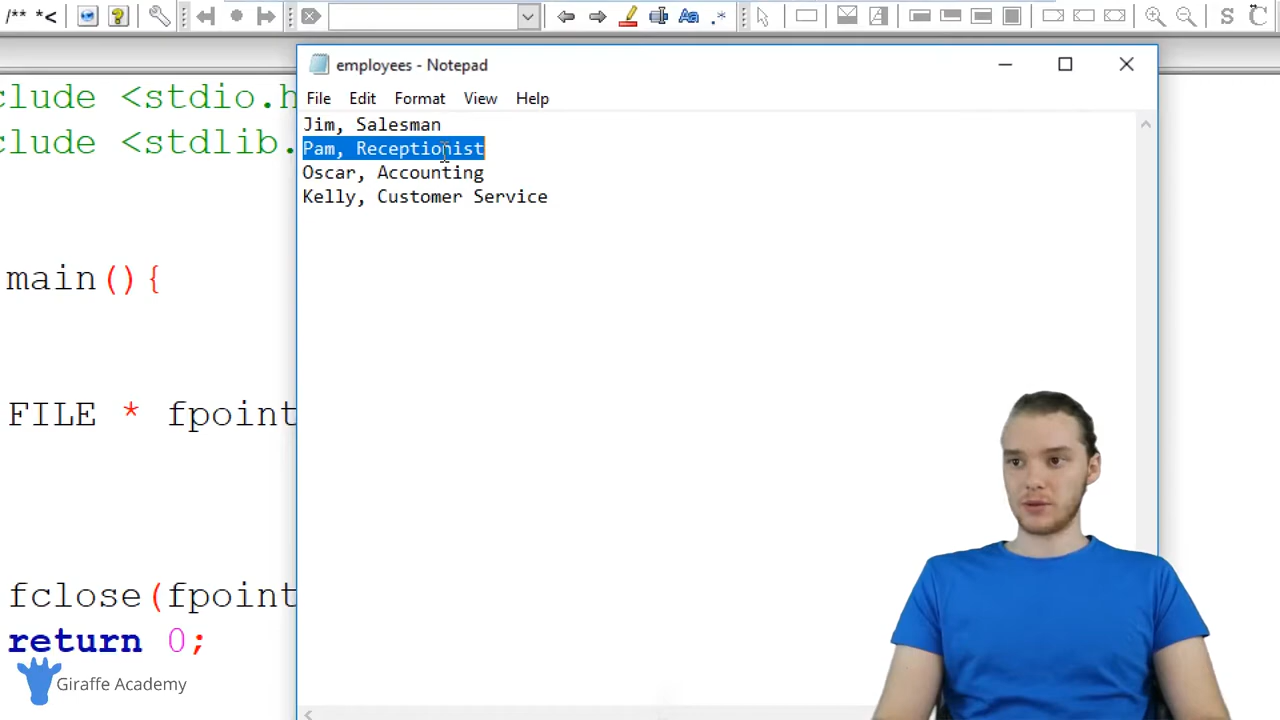 /** *<
S
employees - Notepad
File Edit Format View Help
clude <stdio.h
Jim, Salesman
clude <stdlib.
Pam, Receptionist
Oscar, Accounting
Kelly, Customer Service
main(){
FILE * fpoint
fclose(fpoint
return 0;
Giraffe Academy